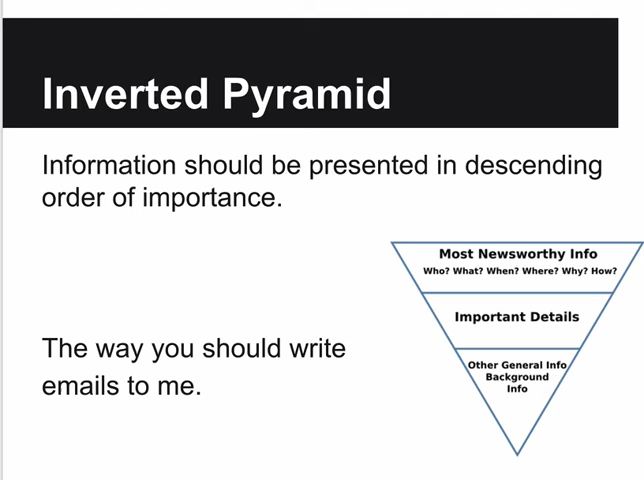 Inverted Pyramid
Information should be presented in descending
order of importance.
Most Newsworthy Info
Who? What? When? Where? Why? How?
Important Details
Other General Info
Background
Info
The way you should write
emails to me.